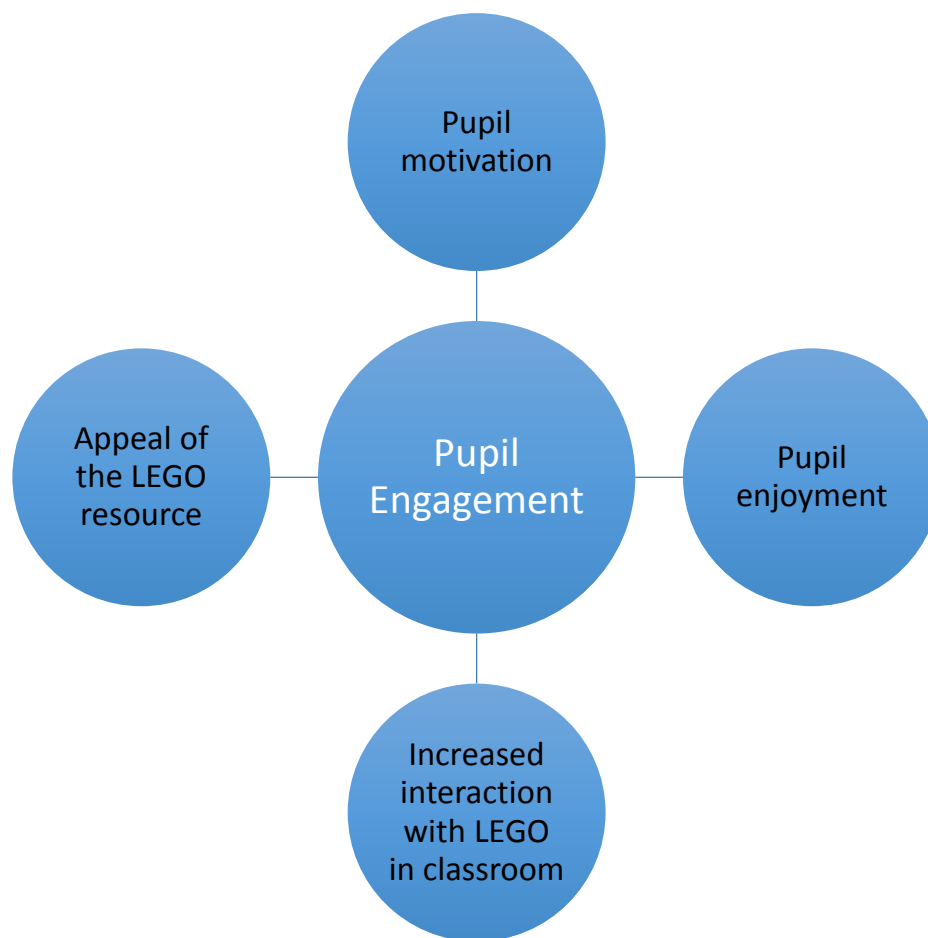 Pupil
motivation
Appeal of
the LEGO
resource
Pupil
Engagement
Pupil
enjoyment
Increased
interaction
with LEGO
in classroom